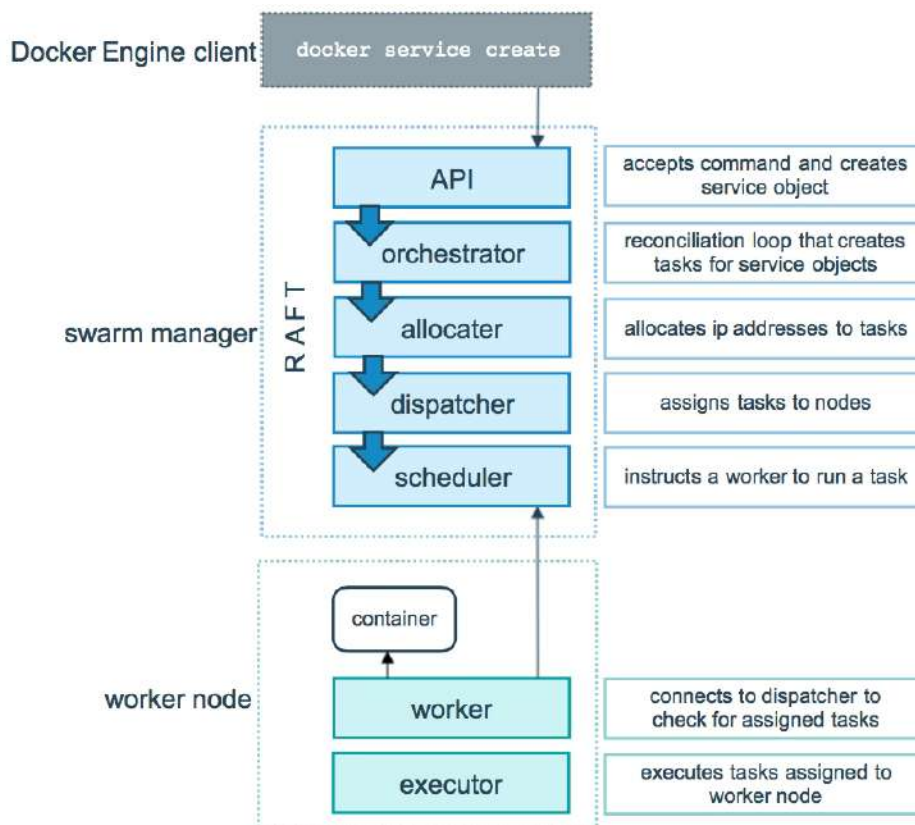 Docker Engine client
docker service create
swarm manager
R A F T
API
accepts command and creates
service object
orchestrator
reconciliation loop that creates
tasks for service objects
allocater
allocates ip addresses to tasks
dispatcher
assigns tasks to nodes
scheduler
instructs a worker to run a task
worker node
container
worker
connects to dispatcher to
check for assigned tasks
executor
executes tasks assigned to
worker node